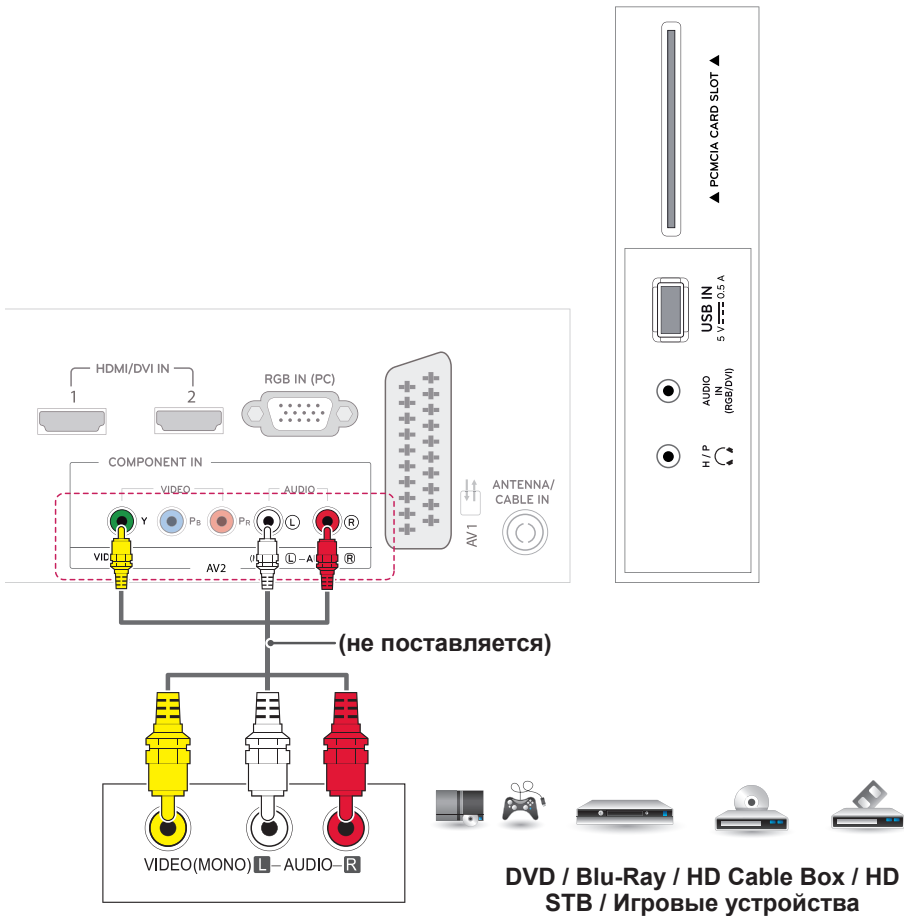 ▲ PCMCIA CARD SLOT ▲
USB IN
5 V 0.5 A
AUDIO
IN
(RGB/DVI)
H / P
HDMI/DVI IN
1 2
RGB IN (PC)
COMPONENT IN
VIDEO AUDIO
Y PB PR L R
AV2
L R
AV1
ANTENNA/
CABLE IN
(не поставляется)
VIDEO(MONO) L – AUDIO– R
DVD / Blu-Ray / HD Cable Box / HD
STB / Игровые устройства